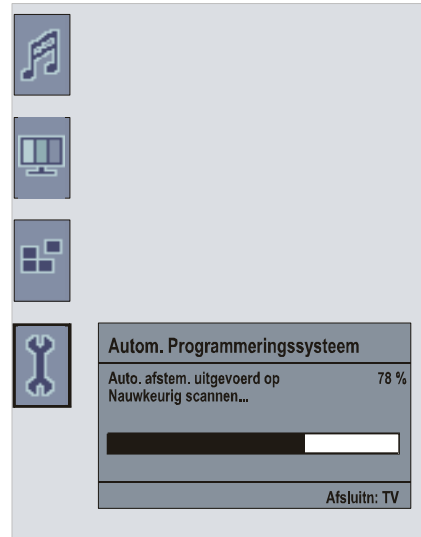 Autom. Programmeringssysteem
Auto. afstem. uitgevoerd op 78 %
Nauwkeurig scannen...
Afsluitn: TV